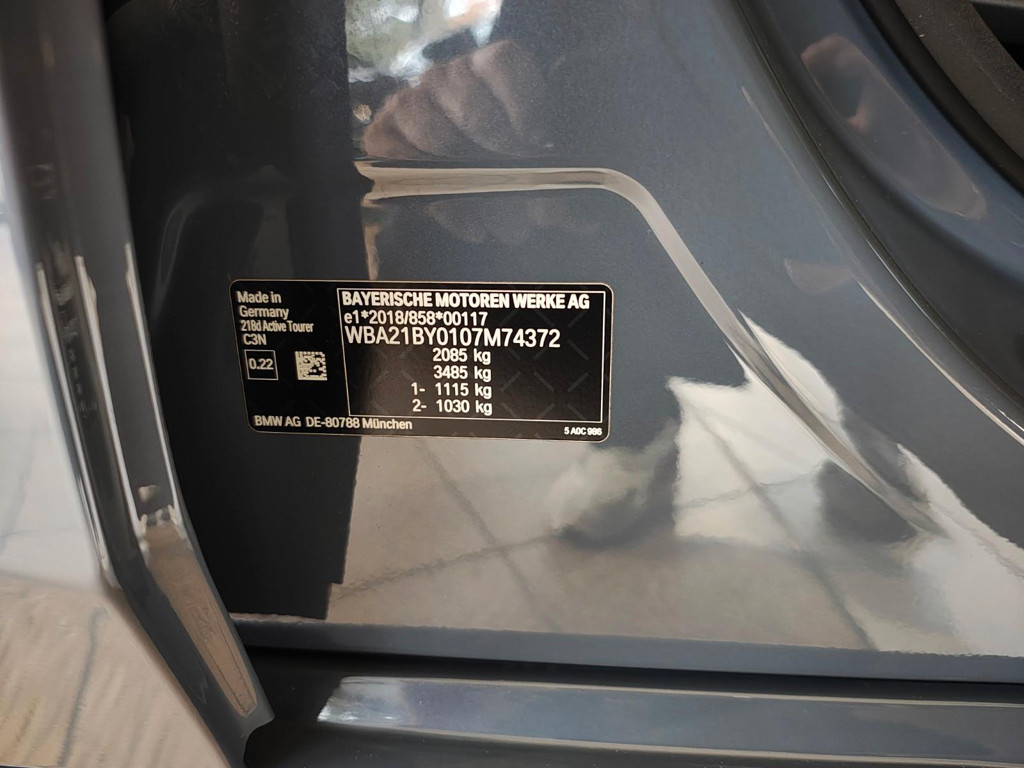 Made in
Germany
218d Active Tourer
C3N
0.22
BAYERISCHE MOTOREN WERKE AG
e1*2018/858*00117
WBA21BY0107M74372
2085 kg
3485 kg
1- 1115 kg
2- 1030 kg
BMW AG DE-80788 München
5 A0C 986